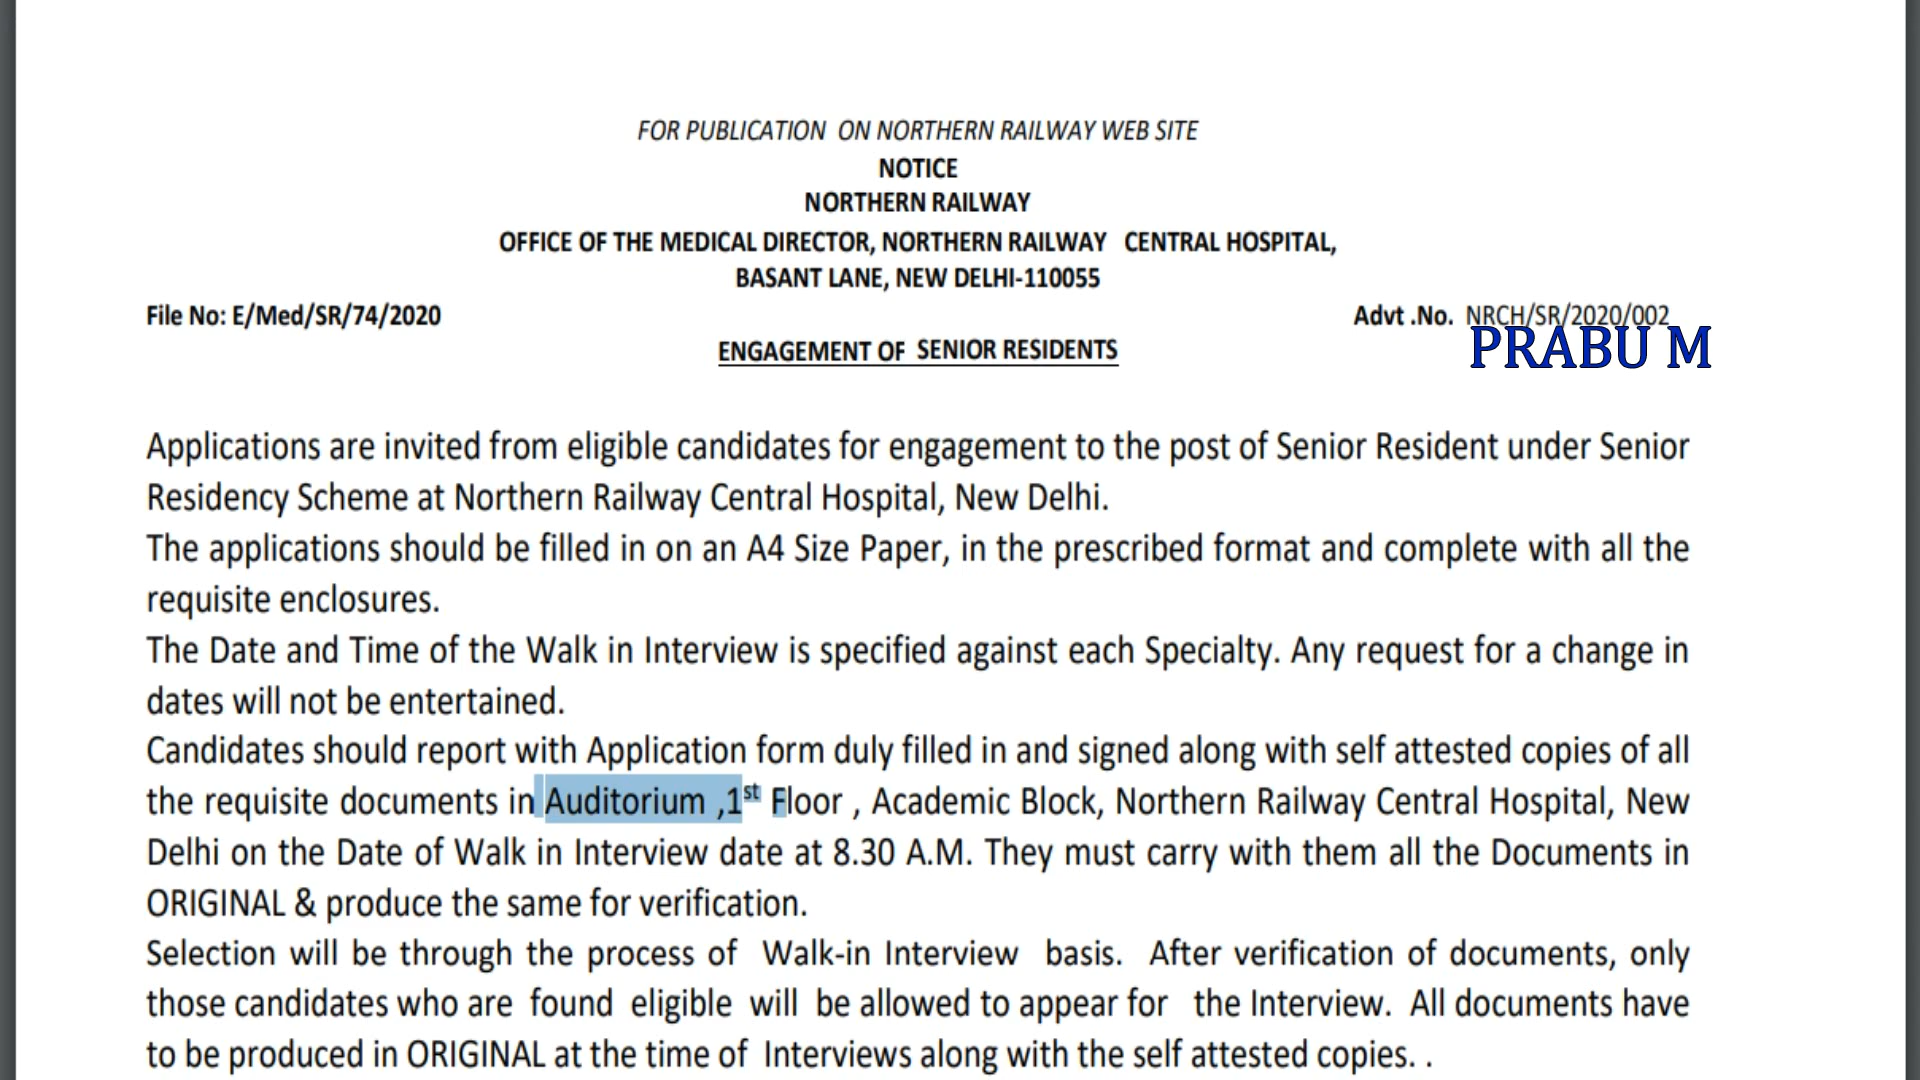 FOR PUBLICATION ON NORTHERN RAILWAY WEB SITE
NOTICE
NORTHERN RAILWAY
OFFICE OF THE MEDICAL DIRECTOR, NORTHERN RAILWAY CENTRAL HOSPITAL,
BASANT LANE, NEW DELHI-110055
File No: E/Med/SR/74/2020 Advt .No. NRCH/SR/2020/002
PRABU M
ENGAGEMENT OF SENIOR RESIDENTS
Applications are invited from eligible candidates for engagement to the post of Senior Resident under Senior
Residency Scheme at Northern Railway Central Hospital, New Delhi.
The applications should be filled in on an A4 Size Paper, in the prescribed format and complete with all the
requisite enclosures.
The Date and Time of the Walk in Interview is specified against each Specialty. Any request for a change in
dates will not be entertained.
Candidates should report with Application form duly filled in and signed along with self attested copies of all
the requisite documents in Auditorium ,1st Floor , Academic Block, Northern Railway Central Hospital, New
Delhi on the Date of Walk in Interview date at 8.30 A.M. They must carry with them all the Documents in
ORIGINAL & produce the same for verification.
Selection will be through the process of Walk-in Interview basis. After verification of documents, only
those candidates who are found eligible will be allowed to appear for the Interview. All documents have
to be produced in ORIGINAL at the time of Interviews along with the self attested copies. .